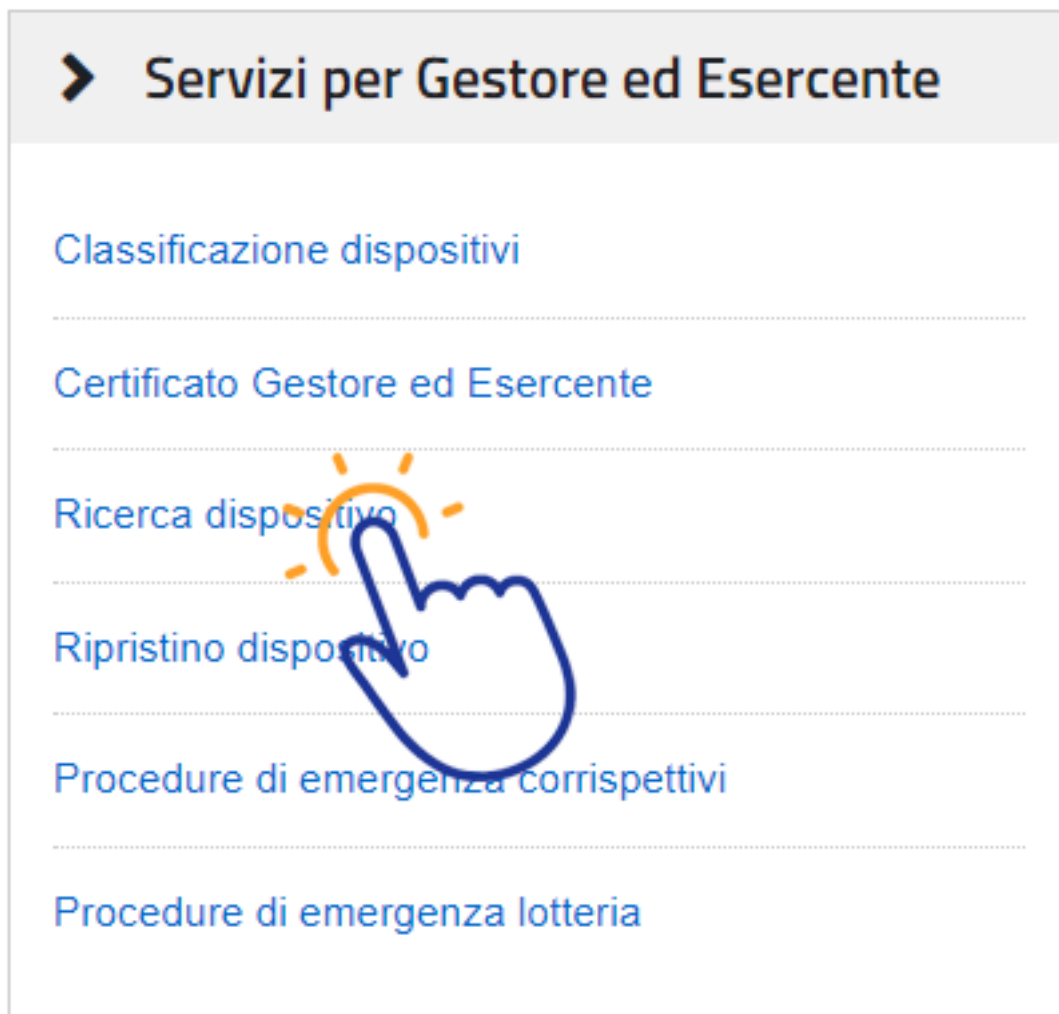 Servizi per Gestore ed Esercente
Classificazione dispositivi
Certificato Gestore ed Esercente
Ricerca dispositivo
Ripristino dispositivo
Procedure di emergenza corrispettivi
Procedure di emergenza lotteria